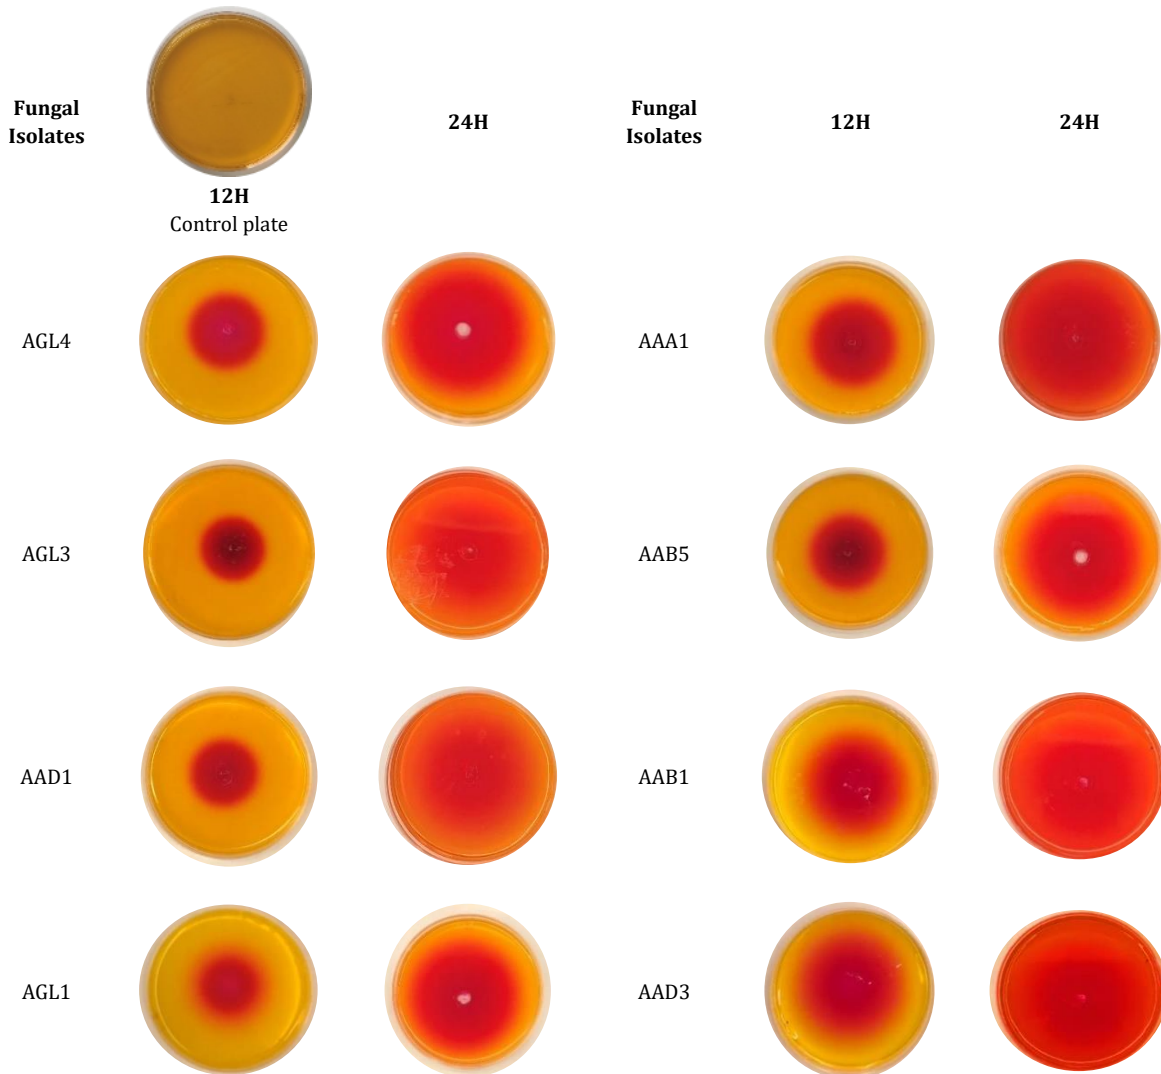 Fungal
Isolates
12H
Control plate
24H
Fungal
Isolates
12H
24H
AGL4
AAA1
AGL3
AAB5
AAD1
AAB1
AGL1
AAD3